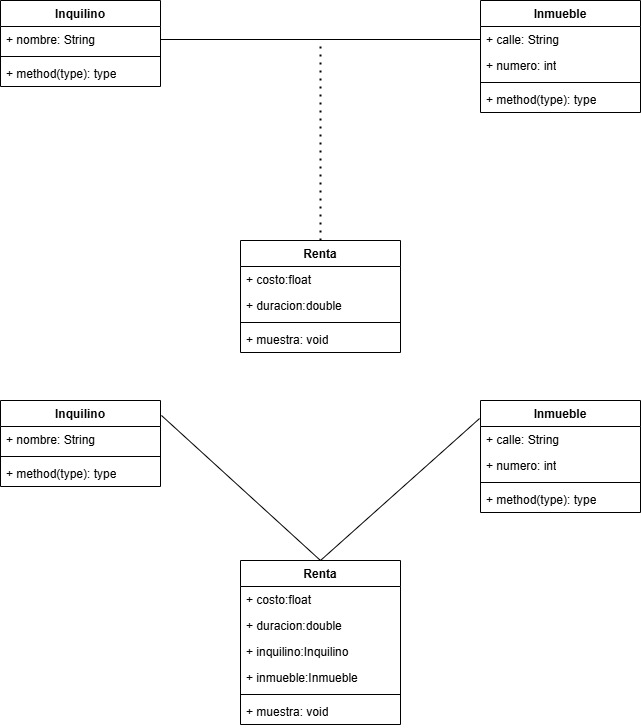 Inquilino
+ nombre: String
+ method(type): type
Inmueble
+ calle: String
+ numero: int
+ method(type): type
Renta
+ costo:float
+ duracion:double
+ muestra: void
Inquilino
+ nombre: String
+ method(type): type
Inmueble
+ calle: String
+ numero: int
+ method(type): type
Renta
+ costo:float
+ duracion:double
+ inquilino:Inquilino
+ inmueble:Inmueble
+ muestra: void